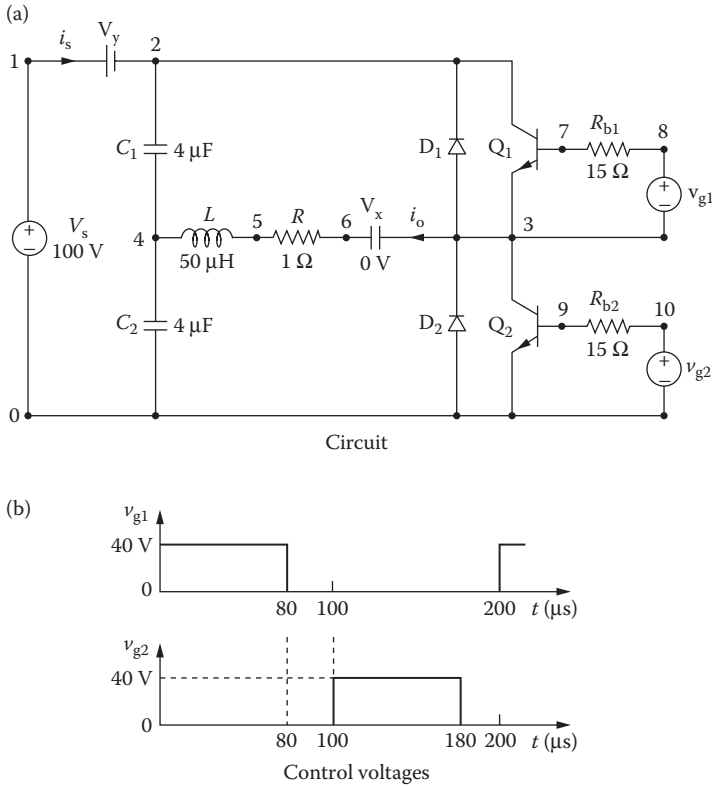 (a)
V_y
i_s
1
2
C_1
4 μF
D_1
Q_1
7
R_b1
8
15 Ω
v_g1
V_s
100 V
4
L
50 μH
5
R
1 Ω
6
V_x
0 V
i_o
3
C_2
4 μF
D_2
Q_2
9
R_b2
10
15 Ω
v_g2
0
Circuit
(b)
v_g1
40 V
0
80 100 200 t (μs)
v_g2
40 V
0
80 100 180 200 t (μs)
Control voltages